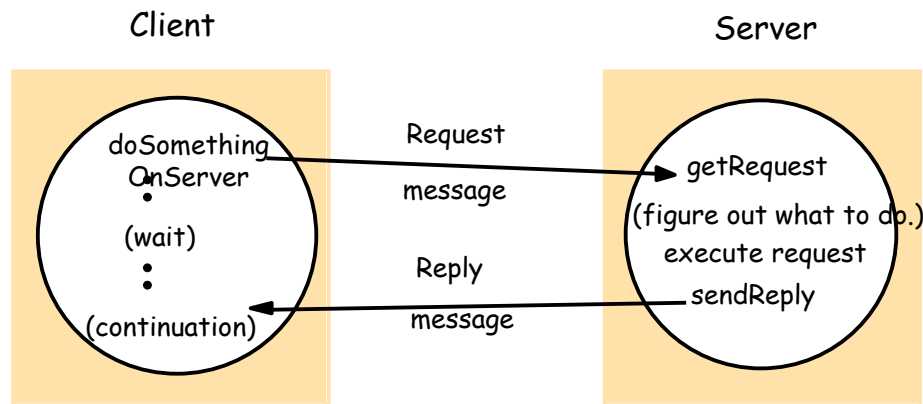 Client
Server
doSomething
OnServer
(wait)
(continuation)
Request
message
Reply
message
getRequest
(figure out what to do.)
execute request
sendReply